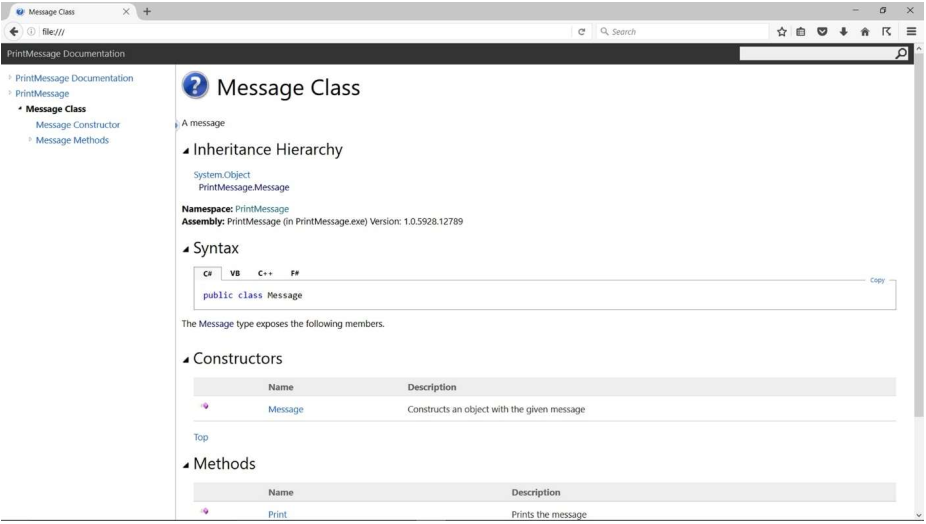 Message Class
file:///
Search
PrintMessage Documentation
PrintMessage Documentation
PrintMessage
Message Class
Message Constructor
Message Methods
Message Class
A message
Inheritance Hierarchy
System.Object
PrintMessage.Message
Namespace: PrintMessage
Assembly: PrintMessage (in PrintMessage.exe) Version: 1.0.5928.12789
Syntax
C# VB C++ F#
Copy
public class Message
The Message type exposes the following members.
Constructors
Name Description
Message Constructs an object with the given message
Top
Methods
Name Description
Print Prints the message